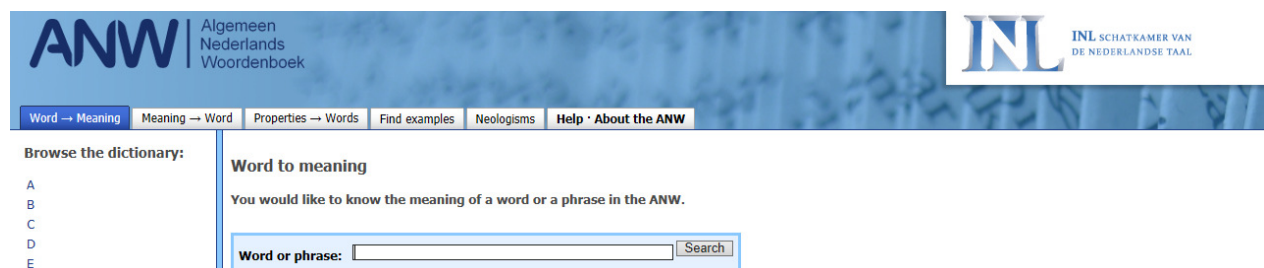 ANW
Algemeen
Nederlands
Woordenboek
INL
INL SCHATKAMER VAN
DE NEDERLANDSE TAAL
Word → Meaning Meaning → Word Properties → Words Find examples Neologisms Help · About the ANW
Browse the dictionary:
A
B
C
D
E
Word to meaning
You would like to know the meaning of a word or a phrase in the ANW.
Word or phrase: Search